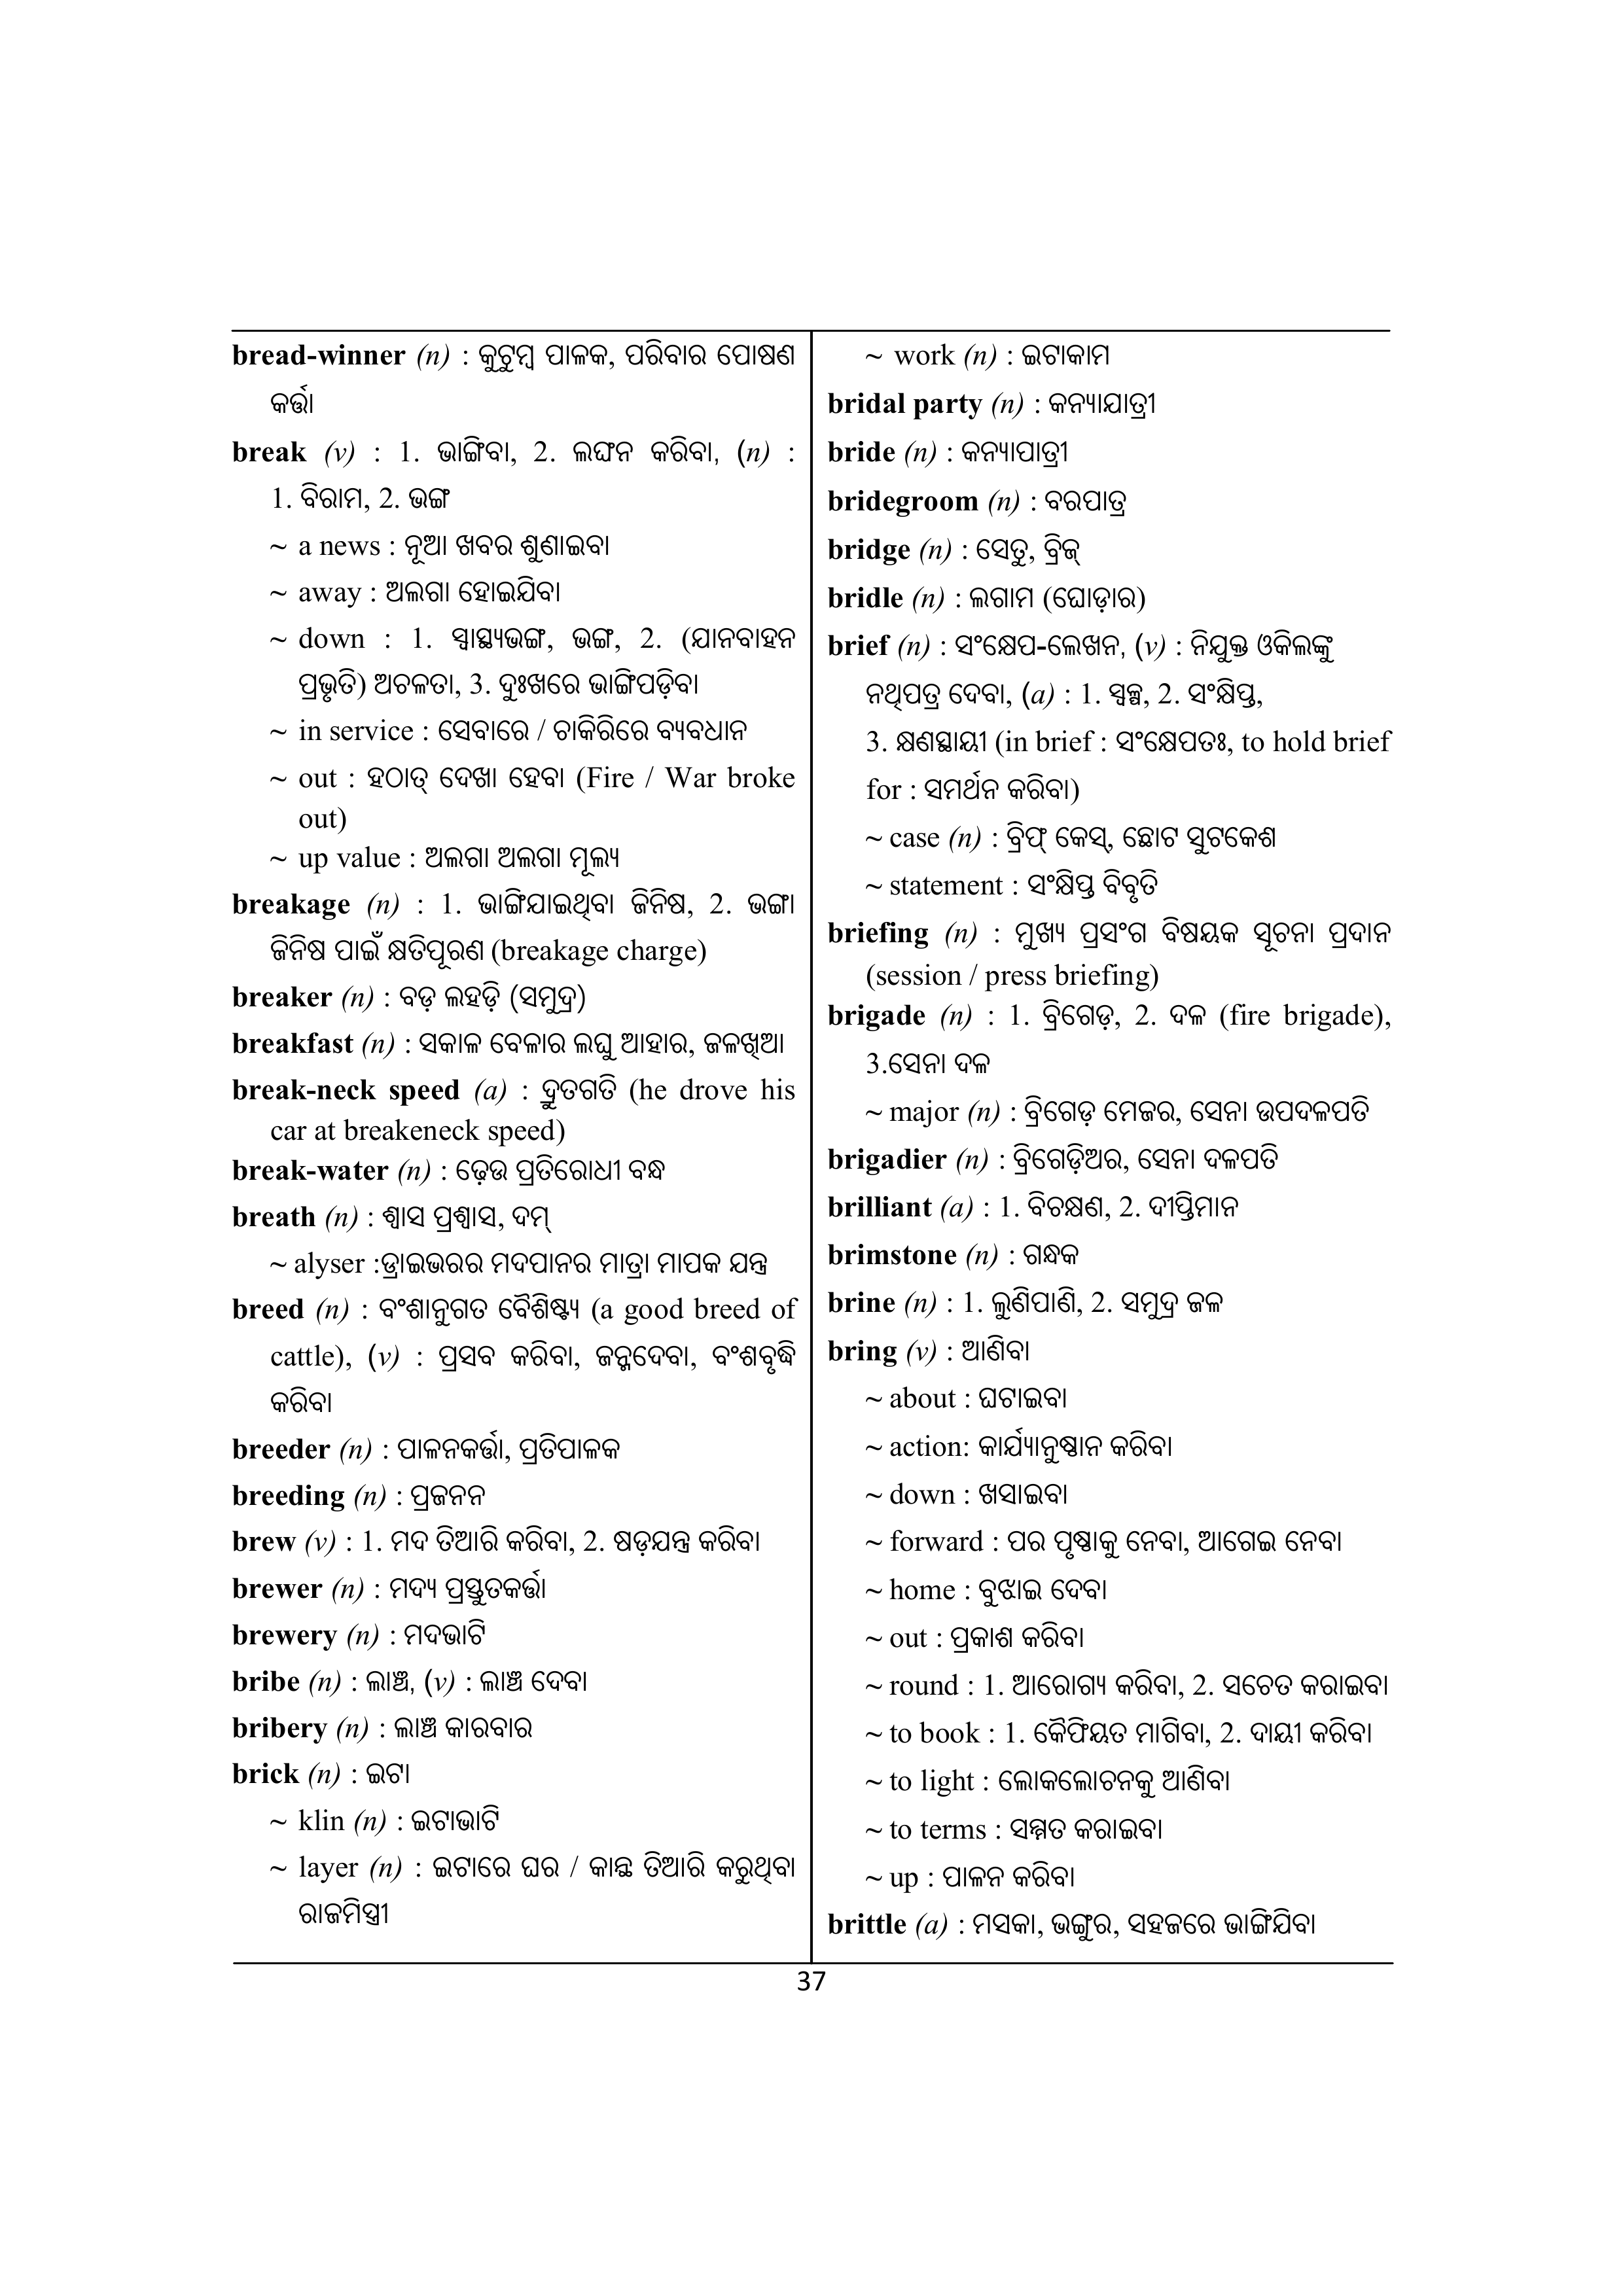 bread-winner (n) : କୁଟୁମ୍ବ ପାଳକ, ପରିବାର ପୋଷଣ
କର୍ତ୍ତା
break (v) : 1. ଭାଙ୍ଗିବା, 2. ଲଙ୍ଘନ କରିବା, (n) :
1. ବିରାମ, 2. ଭଙ୍ଗ
~ a news : ନୂଆ ଖବର ଶୁଣାଇବା
~ away : ଅଲଗା ହୋଇଯିବା
~ down : 1. ସ୍ୱାସ୍ଥ୍ୟଭଙ୍ଗ, ଭଙ୍ଗ, 2. (ଯାନବାହନ
ପ୍ରଭୃତି) ଅଚଳତା, 3. ଦୁଃଖରେ ଭାଙ୍ଗିପଡ଼ିବା
~ in service : ସେବାରେ / ଚାକିରିରେ ବ୍ୟବଧାନ
~ out : ହଠାତ୍ ଦେଖା ହେବା (Fire / War broke
out)
~ up value : ଅଲଗା ଅଲଗା ମୂଲ୍ୟ
breakage (n) : 1. ଭାଙ୍ଗିଯାଇଥିବା ଜିନିଷ, 2. ଭଙ୍ଗା
ଜିନିଷ ପାଇଁ କ୍ଷତିପୂରଣ (breakage charge)
breaker (n) : ବଡ଼ ଲହଡ଼ି (ସମୁଦ୍ର)
breakfast (n) : ସକାଳ ବେଳାର ଲଘୁ ଆହାର, ଜଳଖିଆ
break-neck speed (a) : ଦ୍ରୁତଗତି (he drove his
car at breakeneck speed)
break-water (n) : ଢ଼େଉ ପ୍ରତିରୋଧୀ ବନ୍ଧ
breath (n) : ଶ୍ୱାସ ପ୍ରଶ୍ୱାସ, ଦମ୍
~ alyser :ଡ୍ରାଇଭରର ମଦପାନର ମାତ୍ରା ମାପକ ଯନ୍ତ୍ର
breed (n) : ବଂଶାନୁଗତ ବୈଶିଷ୍ଟ୍ୟ (a good breed of
cattle), (v) : ପ୍ରସବ କରିବା, ଜନ୍ମଦେବା, ବଂଶବୃଦ୍ଧି
କରିବା
breeder (n) : ପାଳନକର୍ତ୍ତା, ପ୍ରତିପାଳକ
breeding (n) : ପ୍ରଜନନ
brew (v) : 1. ମଦ ତିଆରି କରିବା, 2. ଷଡ଼ଯନ୍ତ୍ର କରିବା
brewer (n) : ମଦ୍ୟ ପ୍ରସ୍ତୁତକର୍ତ୍ତା
brewery (n) : ମଦଭାଟି
bribe (n) : ଲାଞ୍ଚ, (v) : ଲାଞ୍ଚ ଦେବା
bribery (n) : ଲାଞ୍ଚ କାରବାର
brick (n) : ଇଟା
~ klin (n) : ଇଟାଭାଟି
~ layer (n) : ଇଟାରେ ଘର / କାନ୍ଥ ତିଆରି କରୁଥିବା
ରାଜମିସ୍ତ୍ରୀ
~ work (n) : ଇଟାକାମ
bridal party (n) : କନ୍ୟାଯାତ୍ରୀ
bride (n) : କନ୍ୟାପାତ୍ରୀ
bridegroom (n) : ବରପାତ୍ର
bridge (n) : ସେତୁ, ବ୍ରିଜ୍
bridle (n) : ଲଗାମ (ଘୋଡ଼ାର)
brief (n) : ସଂକ୍ଷେପ-ଲେଖନ, (v) : ନିଯୁକ୍ତ ଓକିଲଙ୍କୁ
ନଥିପତ୍ର ଦେବା, (a) : 1. ସ୍ୱଳ୍ପ, 2. ସଂକ୍ଷିପ୍ତ,
3. କ୍ଷଣସ୍ଥାୟୀ (in brief : ସଂକ୍ଷେପତଃ, to hold brief
for : ସମର୍ଥନ କରିବା)
~ case (n) : ବ୍ରିଫ୍ କେସ୍, ଛୋଟ ସୁଟକେଶ
~ statement : ସଂକ୍ଷିପ୍ତ ବିବୃତି
briefing (n) : ମୁଖ୍ୟ ପ୍ରସଂଗ ବିଷୟକ ସୂଚନା ପ୍ରଦାନ
(session / press briefing)
brigade (n) : 1. ବ୍ରିଗେଡ଼, 2. ଦଳ (fire brigade),
3.ସେନା ଦଳ
~ major (n) : ବ୍ରିଗେଡ଼ ମେଜର, ସେନା ଉପଦଳପତି
brigadier (n) : ବ୍ରିଗେଡ଼ିଅର, ସେନା ଦଳପତି
brilliant (a) : 1. ବିଚକ୍ଷଣ, 2. ଦୀପ୍ତିମାନ
brimstone (n) : ଗନ୍ଧକ
brine (n) : 1. ଲୁଣିପାଣି, 2. ସମୁଦ୍ର ଜଳ
bring (v) : ଆଣିବା
~ about : ଘଟାଇବା
~ action: କାର୍ଯ୍ୟାନୁଷ୍ଠାନ କରିବା
~ down : ଖସାଇବା
~ forward : ପର ପୃଷ୍ଠାକୁ ନେବା, ଆଗେଇ ନେବା
~ home : ବୁଝାଇ ଦେବା
~ out : ପ୍ରକାଶ କରିବା
~ round : 1. ଆରୋଗ୍ୟ କରିବା, 2. ସଚେତ କରାଇବା
~ to book : 1. କୈଫିୟତ ମାଗିବା, 2. ଦାୟୀ କରିବା
~ to light : ଲୋକଲୋଚନକୁ ଆଣିବା
~ to terms : ସମ୍ମତ କରାଇବା
~ up : ପାଳନ କରିବା
brittle (a) : ମସକା, ଭଙ୍ଗୁର, ସହଜରେ ଭାଙ୍ଗିଯିବା
37